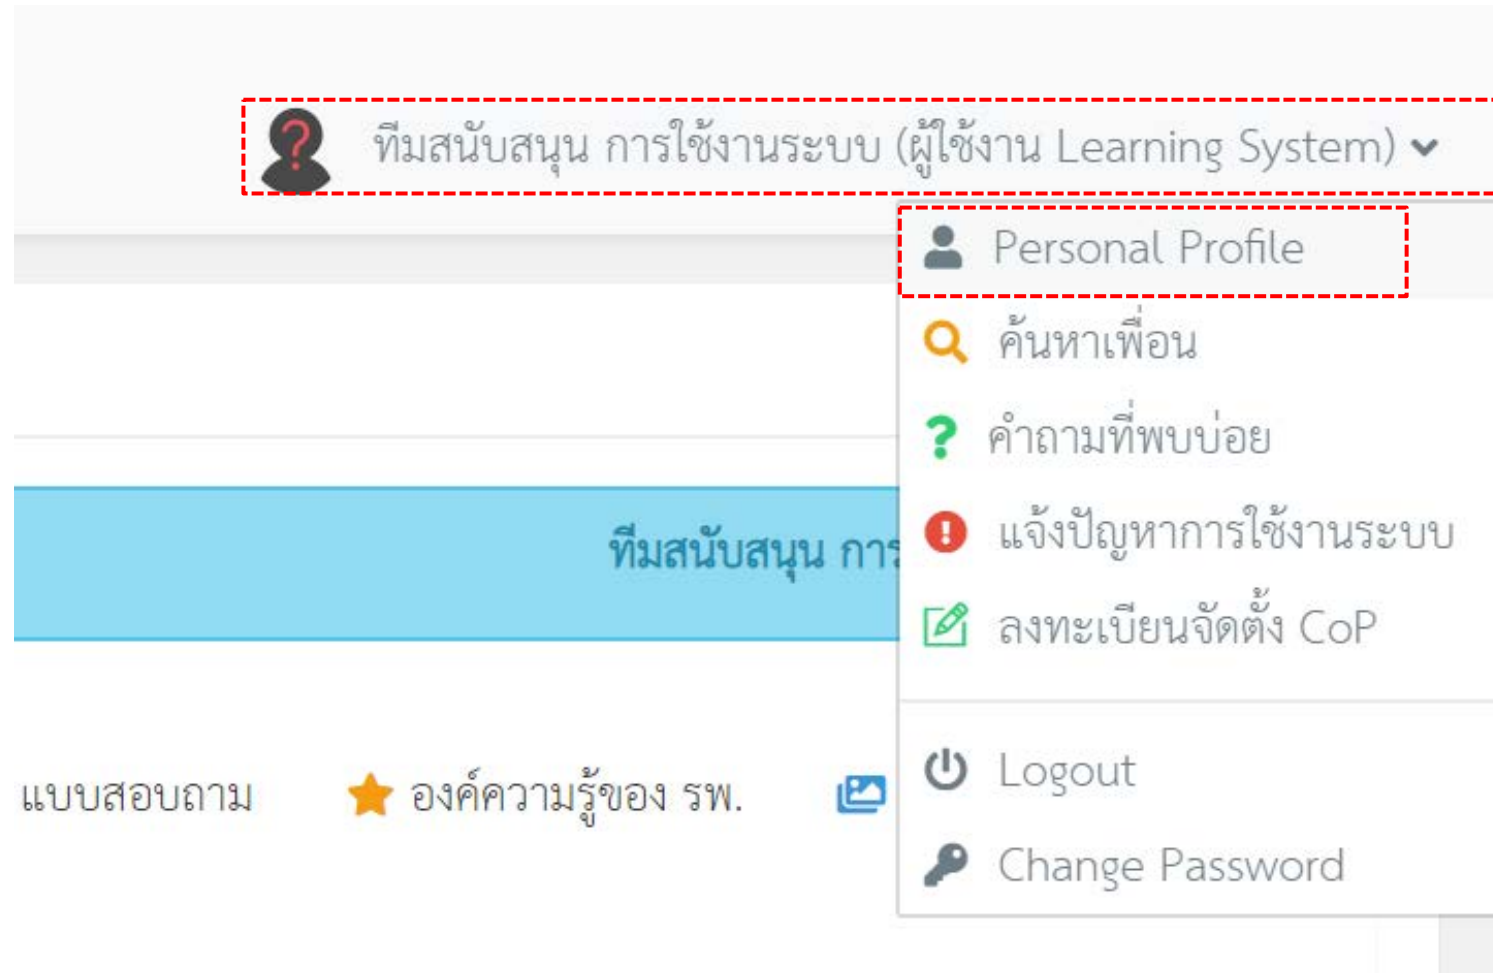 ทีมสนับสนุน การใช้งานระบบ (ผู้ใช้งาน Learning System)
Personal Profile
ค้นหาเพื่อน
คำถามที่พบบ่อย
ทีมสนับสนุน การ
แจ้งปัญหาการใช้งานระบบ
ลงทะเบียนจัดตั้ง CoP
แบบสอบถาม
องค์ความรู้ของ รพ.
Logout
Change Password